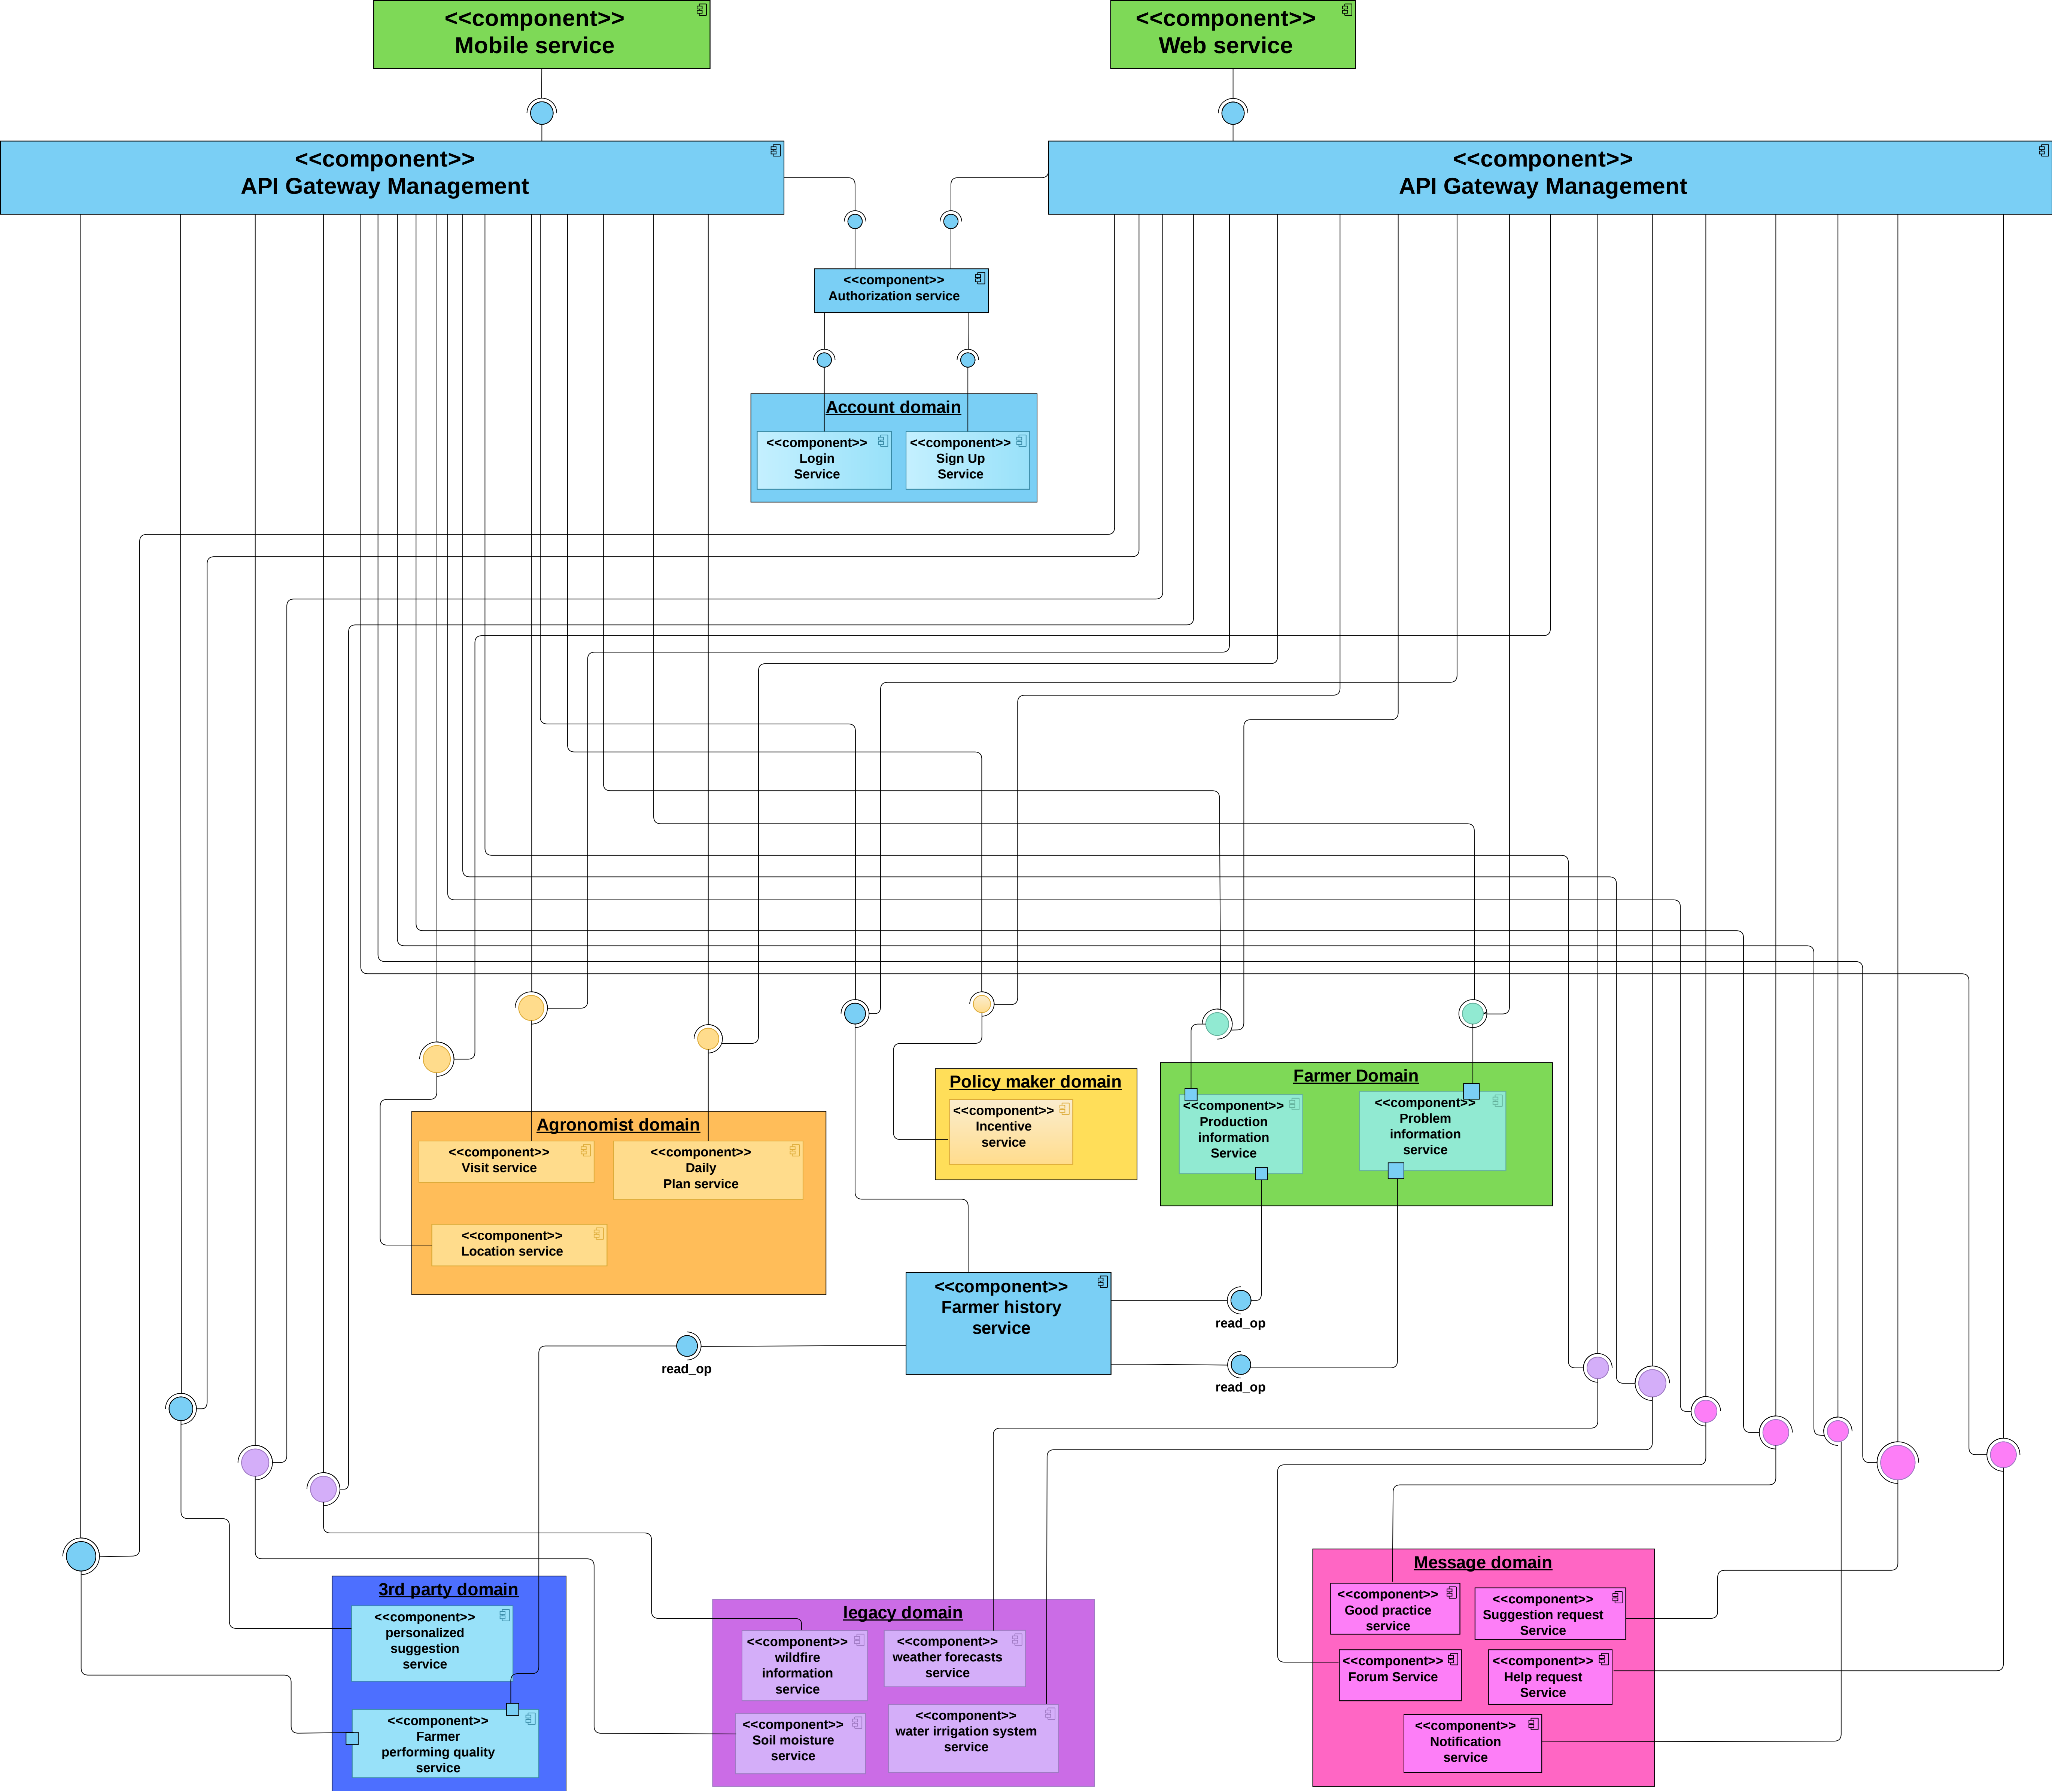 <<component>>
Mobile service
<<component>>
Web service
<<component>>
API Gateway Management
<<component>>
API Gateway Management
<<component>>
Authorization service
Account domain
<<component>>
Login
Service
<<component>>
Sign Up
Service
Agronomist domain
<<component>>
Visit service
<<component>>
Daily
Plan service
<<component>>
Location service
Policy maker domain
<<component>>
Incentive
service
Farmer Domain
<<component>>
Production
information
Service
<<component>>
Problem
information
service
<<component>>
Farmer history
service
read_op
read_op
read_op
3rd party domain
<<component>>
personalized
suggestion
service
<<component>>
Farmer
performing quality
service
legacy domain
<<component>>
wildfire
information
service
<<component>>
weather forecasts
service
<<component>>
Soil moisture
service
<<component>>
water irrigation system
service
Message domain
<<component>>
Good practice
service
<<component>>
Suggestion request
Service
<<component>>
Forum Service
<<component>>
Help request
Service
<<component>>
Notification
service